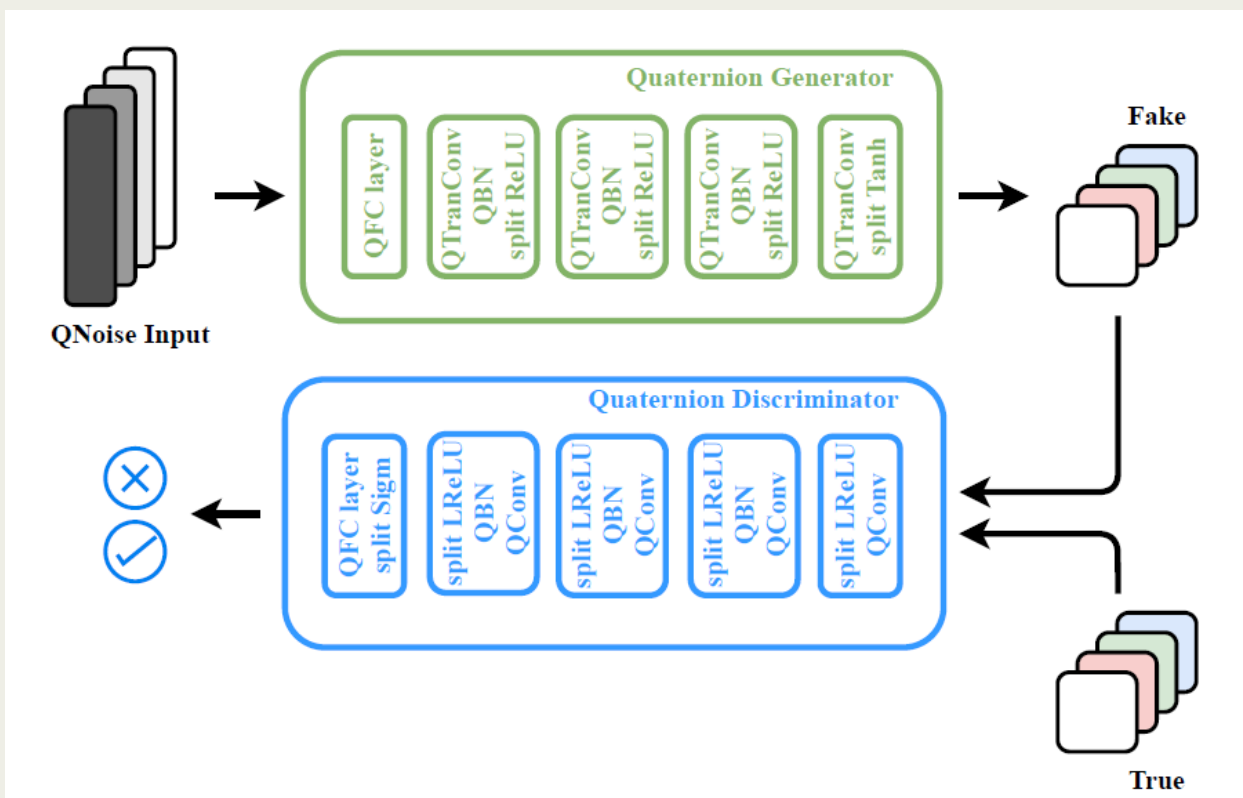 Quaternion Generator
Fake
QFC layer
QTranConv
QBN
split ReLU
QTranConv
QBN
split ReLU
QTranConv
QBN
split ReLU
QTranConv
split Tanh
QNoise Input
Quaternion Discriminator
QFC layer
split Sigm
split LReLU
QBN
QConv
split LReLU
QBN
QConv
split LReLU
QBN
QConv
split LReLU
QConv
True